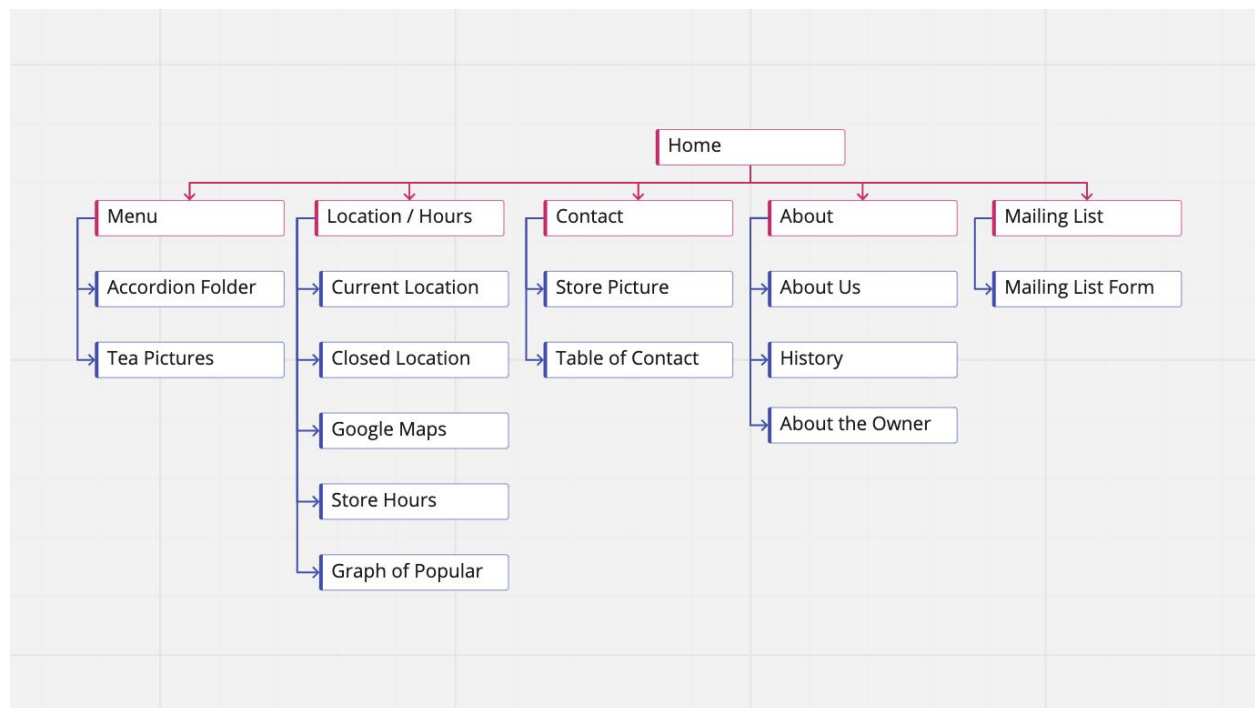 Home
Menu
Location / Hours
Contact
About
Mailing List
Accordion Folder
Current Location
Store Picture
About Us
Mailing List Form
Tea Pictures
Closed Location
Table of Contact
History
Google Maps
About the Owner
Store Hours
Graph of Popular